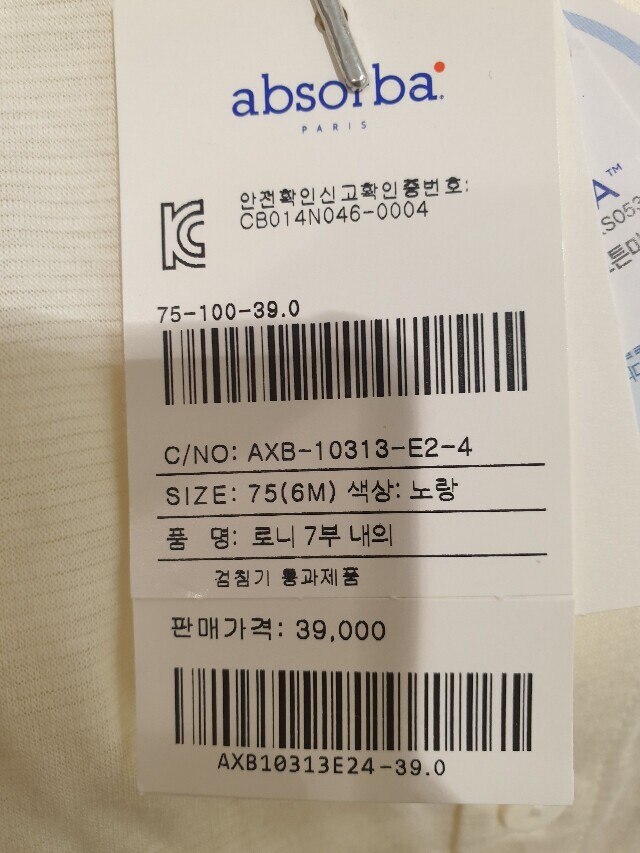 absorba
PARIS
안전확인신고확인증번호:
CB014N046-0004
75-100-39.0
C/NO: AXB-10313-E2-4
SIZE: 75(6M) 색상: 노랑
품 명: 로니 7부 내의
검침기 통과제품
판매가격: 39,000
AXB10313E24-39.0
A™